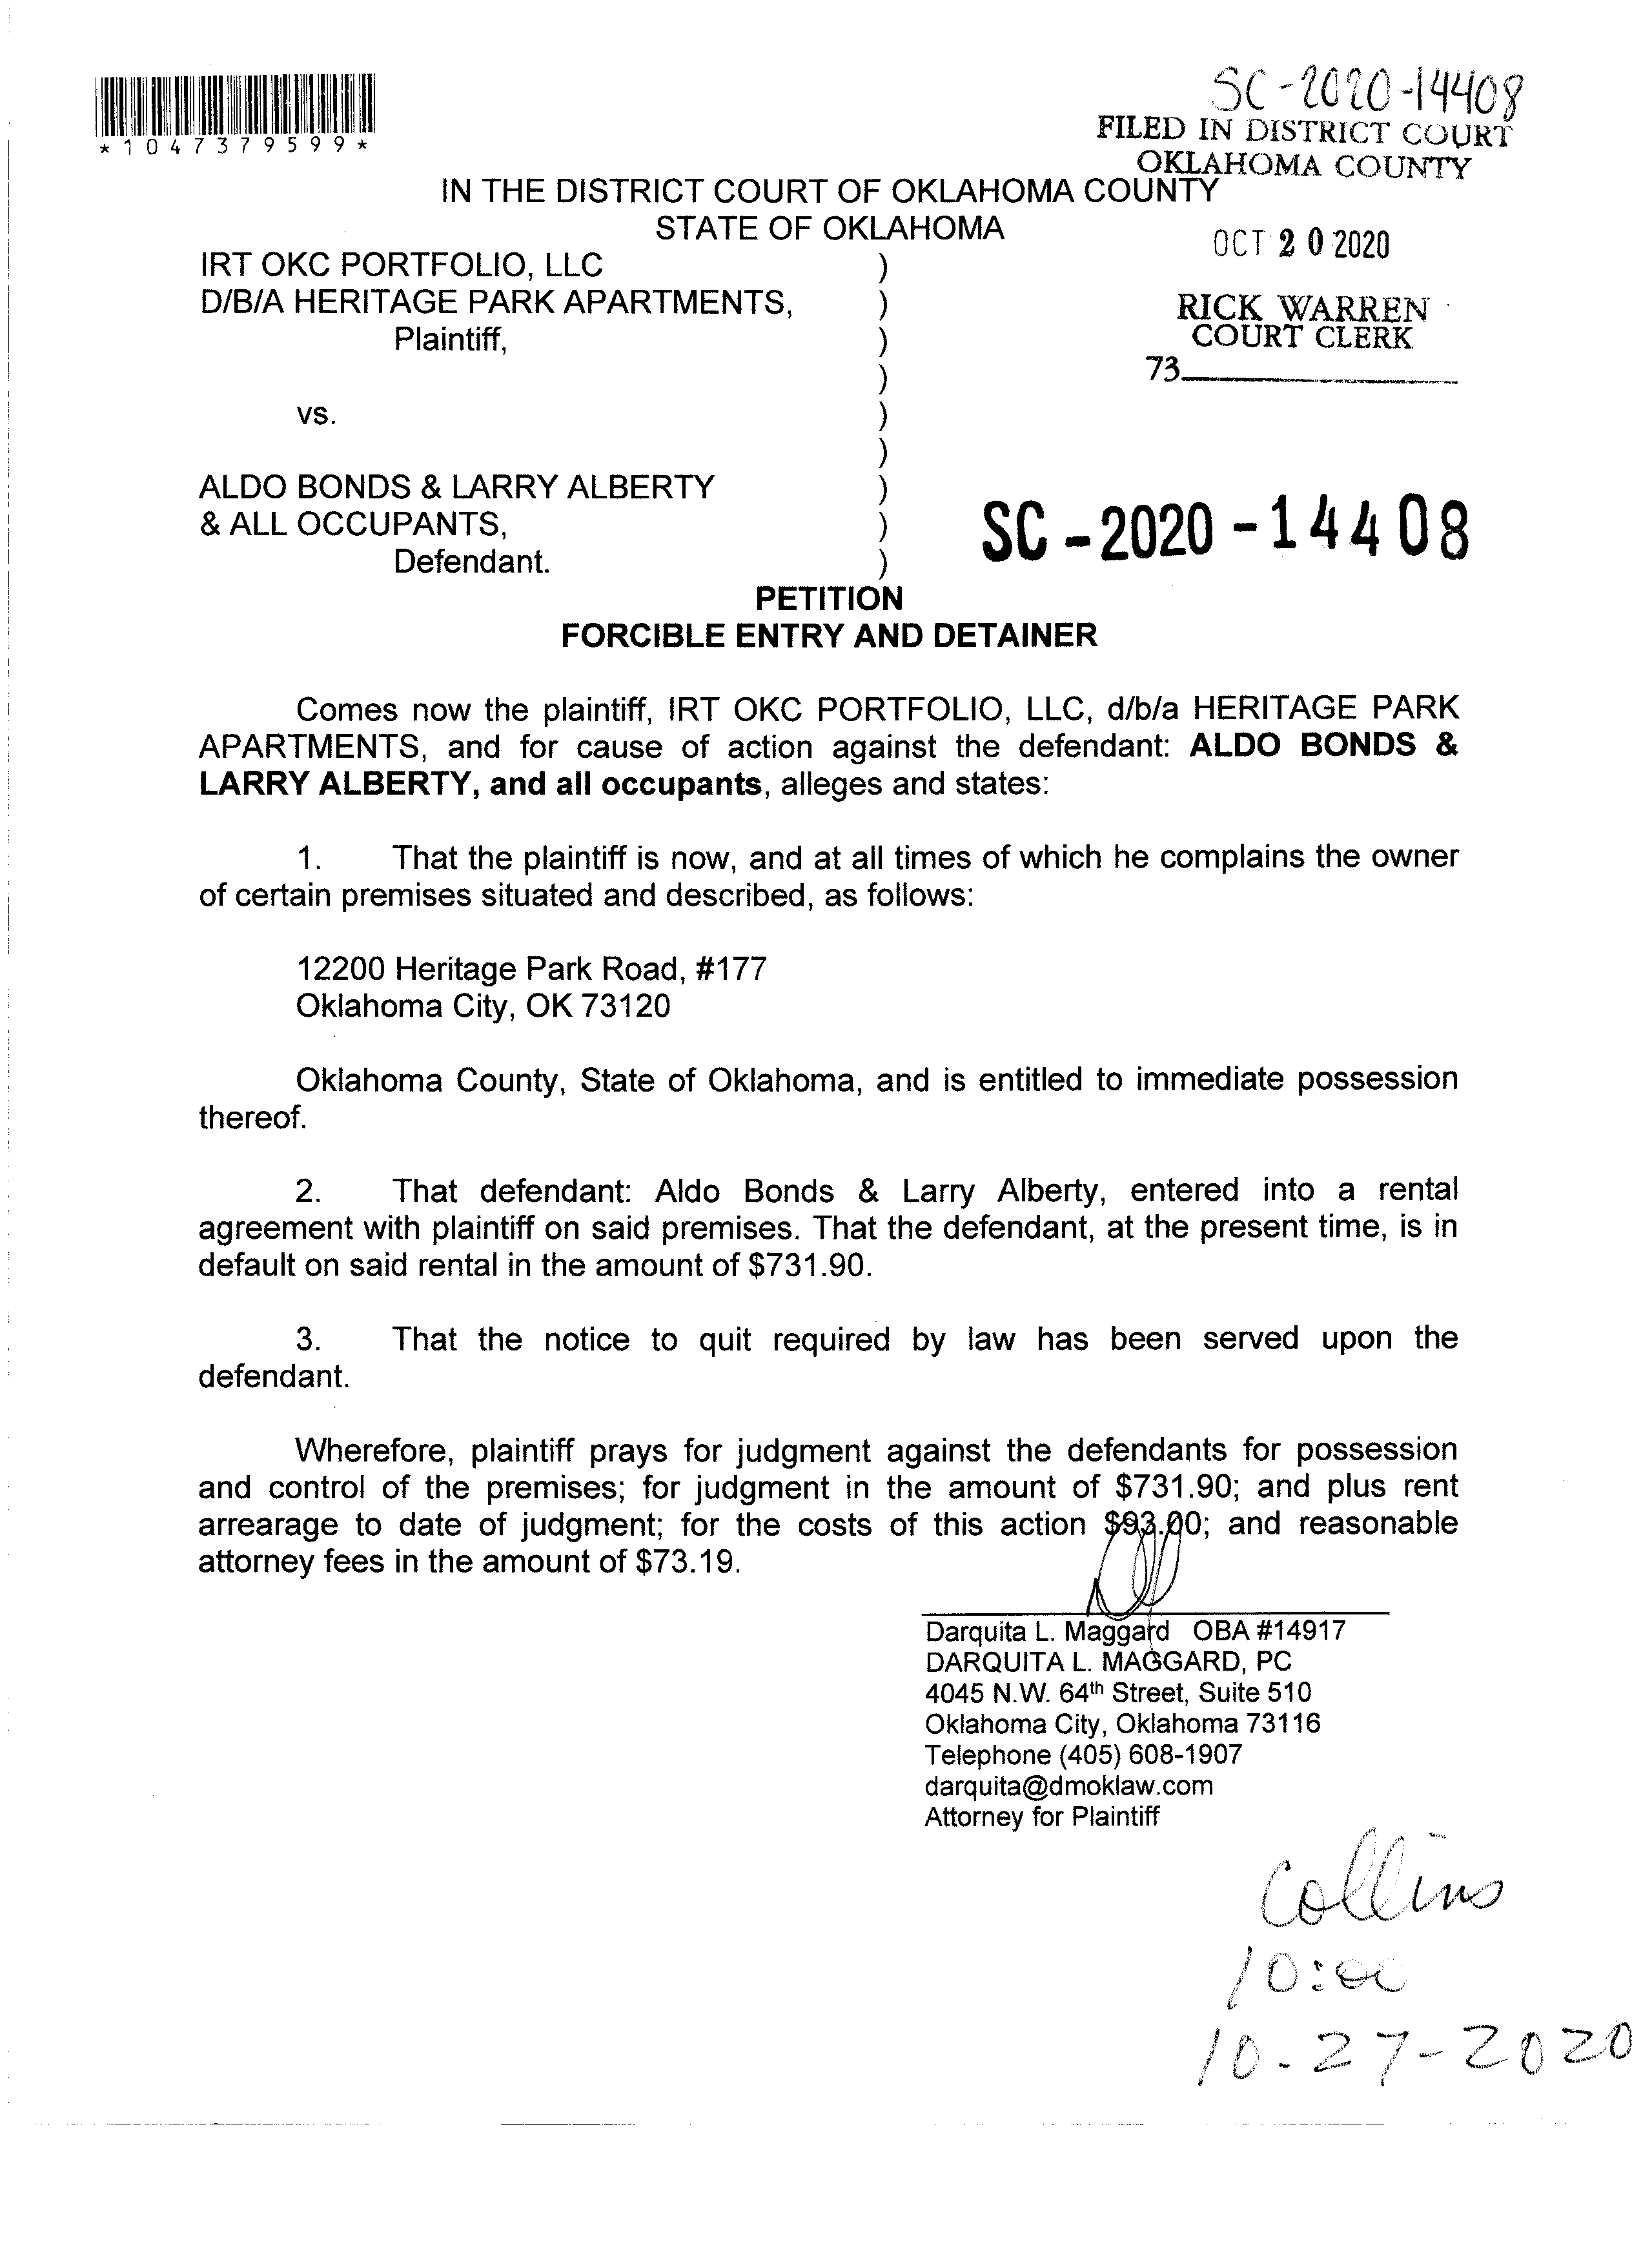 SC-2020-14408
*1047379599*
FILED IN DISTRICT COURT
OKLAHOMA COUNTY
IN THE DISTRICT COURT OF OKLAHOMA COUNTY
STATE OF OKLAHOMA
OCT 20 2020
IRT OKC PORTFOLIO, LLC )
D/B/A HERITAGE PARK APARTMENTS, )
RICK WARREN
Plaintiff, )
COURT CLERK
)
73
vs. )
)
ALDO BONDS & LARRY ALBERTY )
& ALL OCCUPANTS, )
SC-2020-14408
Defendant. )
PETITION
FORCIBLE ENTRY AND DETAINER
Comes now the plaintiff, IRT OKC PORTFOLIO, LLC, d/b/a HERITAGE PARK
APARTMENTS, and for cause of action against the defendant: ALDO BONDS &
LARRY ALBERTY, and all occupants, alleges and states:
1. That the plaintiff is now, and at all times of which he complains the owner
of certain premises situated and described, as follows:
12200 Heritage Park Road, #177
Oklahoma City, OK 73120
Oklahoma County, State of Oklahoma, and is entitled to immediate possession
thereof.
2. That defendant: Aldo Bonds & Larry Alberty, entered into a rental
agreement with plaintiff on said premises. That the defendant, at the present time, is in
default on said rental in the amount of $731.90.
3. That the notice to quit required by law has been served upon the
defendant.
Wherefore, plaintiff prays for judgment against the defendants for possession
and control of the premises; for judgment in the amount of $731.90; and plus rent
arrearage to date of judgment; for the costs of this action $93.00; and reasonable
attorney fees in the amount of $73.19.
Darquita L. Maggard OBA #14917
DARQUITA L. MAGGARD, PC
4045 N.W. 64th Street, Suite 510
Oklahoma City, Oklahoma 73116
Telephone (405) 608-1907
darquita@dmoklaw.com
Attorney for Plaintiff
Collins
10:00
10-27-2020